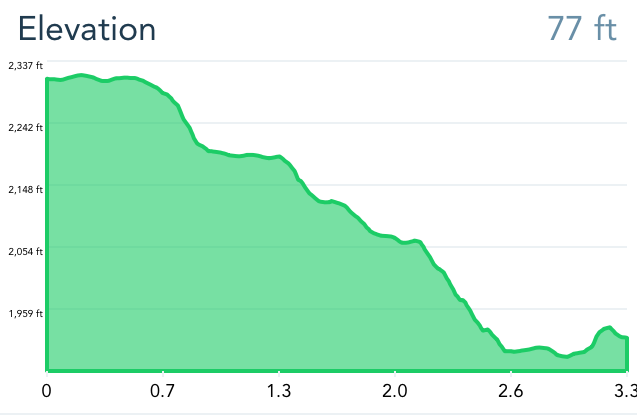 Elevation 77 ft
2,337 ft
2,242 ft
2,148 ft
2,054 ft
1,959 ft
0 0.7 1.3 2.0 2.6 3.3